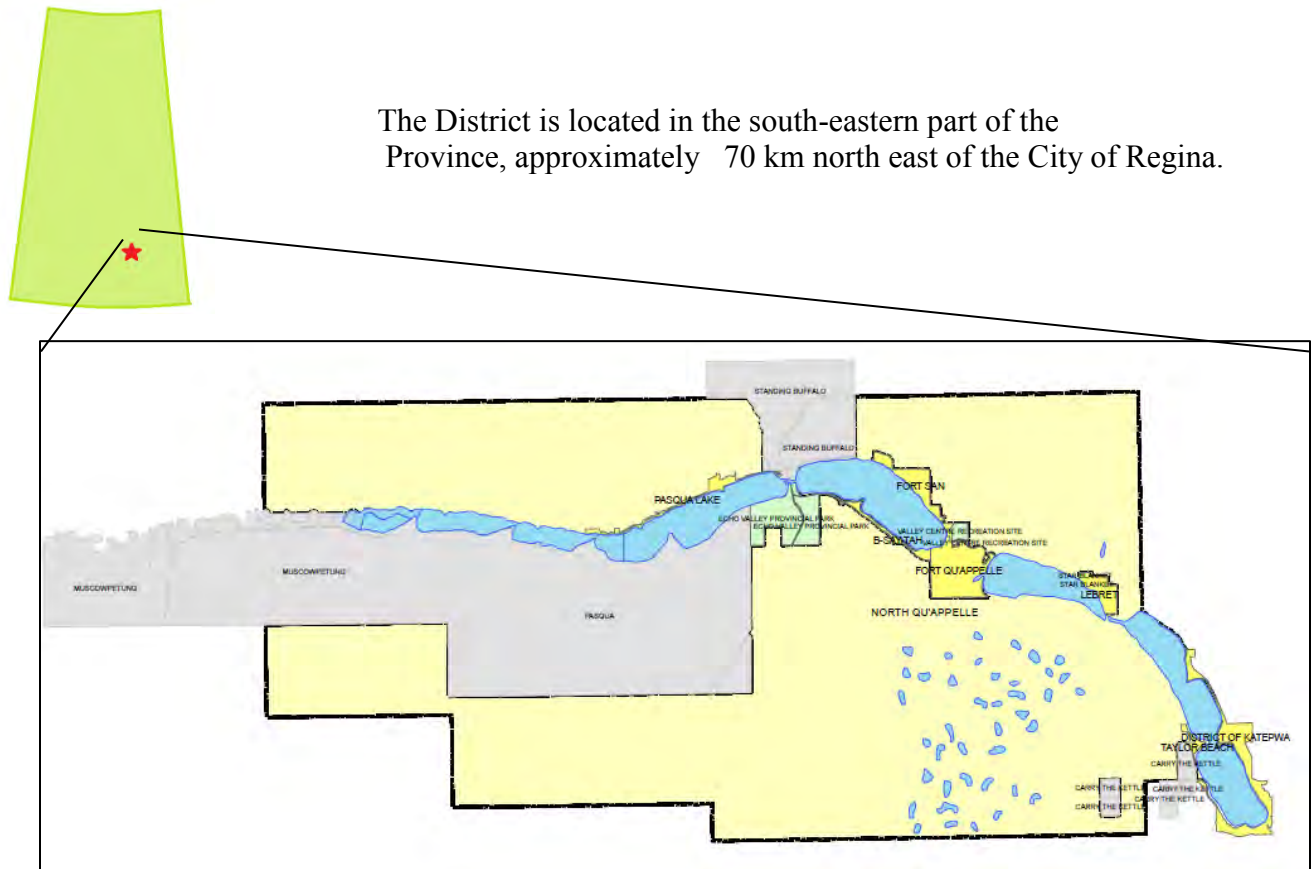 The District is located in the south-eastern part of the
Province, approximately 70 km north east of the City of Regina.
STANDING BUFFALO
STANDING BUFFALO
PASQUA LAKE
FORT SAN
ECHO VALLEY PROVINCIAL PARK
ECHO VALLEY PROVINCIAL PARK
VALLEY CENTRE RECREATION SITE
B-SAY-TAH
VALLEY CENTRE RECREATION SITE
MUSCOWPETUNG
MUSCOWPETUNG
FORT QU'APPELLE
STAR BLANKET
STAR BLANKET
LEBRET
PASQUA
NORTH QU'APPELLE
DISTRICT OF KATEPWA
TAYLOR BEACH
CARRY THE KETTLE
CARRY THE KETTLE
CARRY THE KETTLE
CARRY THE KETTLE
CARRY THE KETTLE